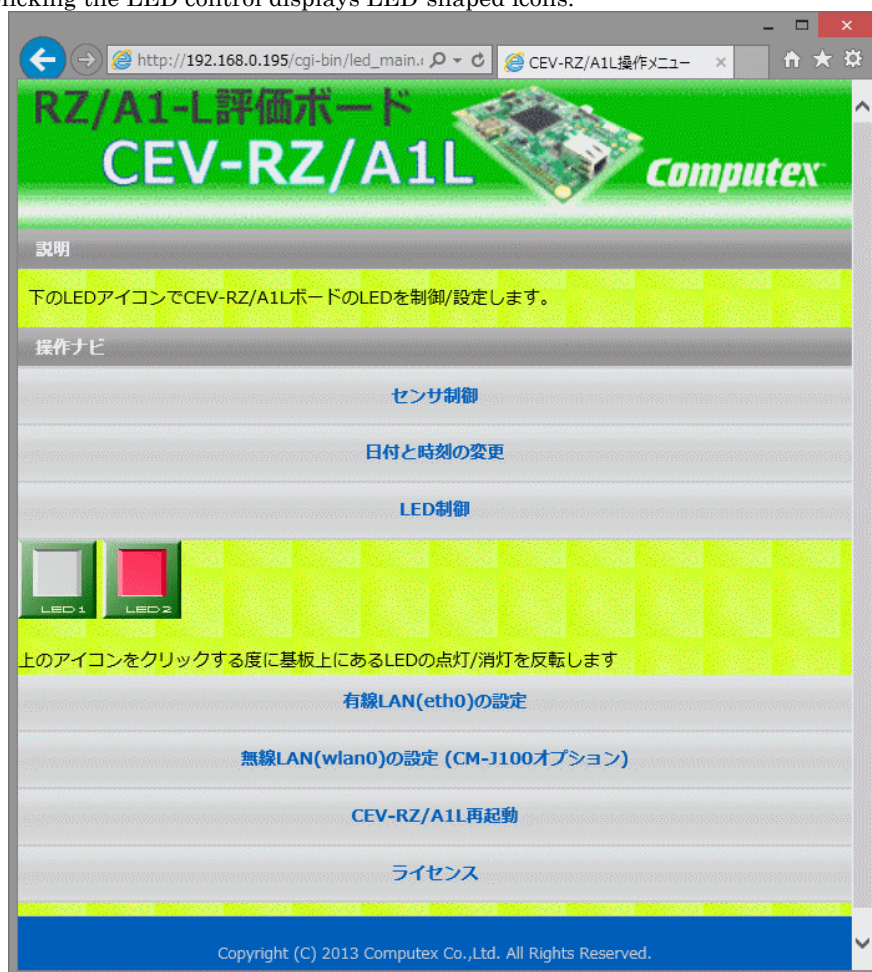 clicking the LED control displays LED-shaped icons.
http://192.168.0.195/cgi-bin/led_main.c
CEV-RZ/A1L操作メニュー
RZ/A1-L評価ボード
CEV-RZ/A1L
Computex
説明
下のLEDアイコンでCEV-RZ/A1LボードのLEDを制御/設定します。
操作ナビ
センサ制御
日付と時刻の変更
LED制御
LED1 LED2
上のアイコンをクリックする度に基板上にあるLEDの点灯/消灯を反転します
有線LAN(eth0)の設定
無線LAN(wlan0)の設定 (CM-J100オプション)
CEV-RZ/A1L再起動
ライセンス
Copyright (C) 2013 Computex Co.,Ltd. All Rights Reserved.